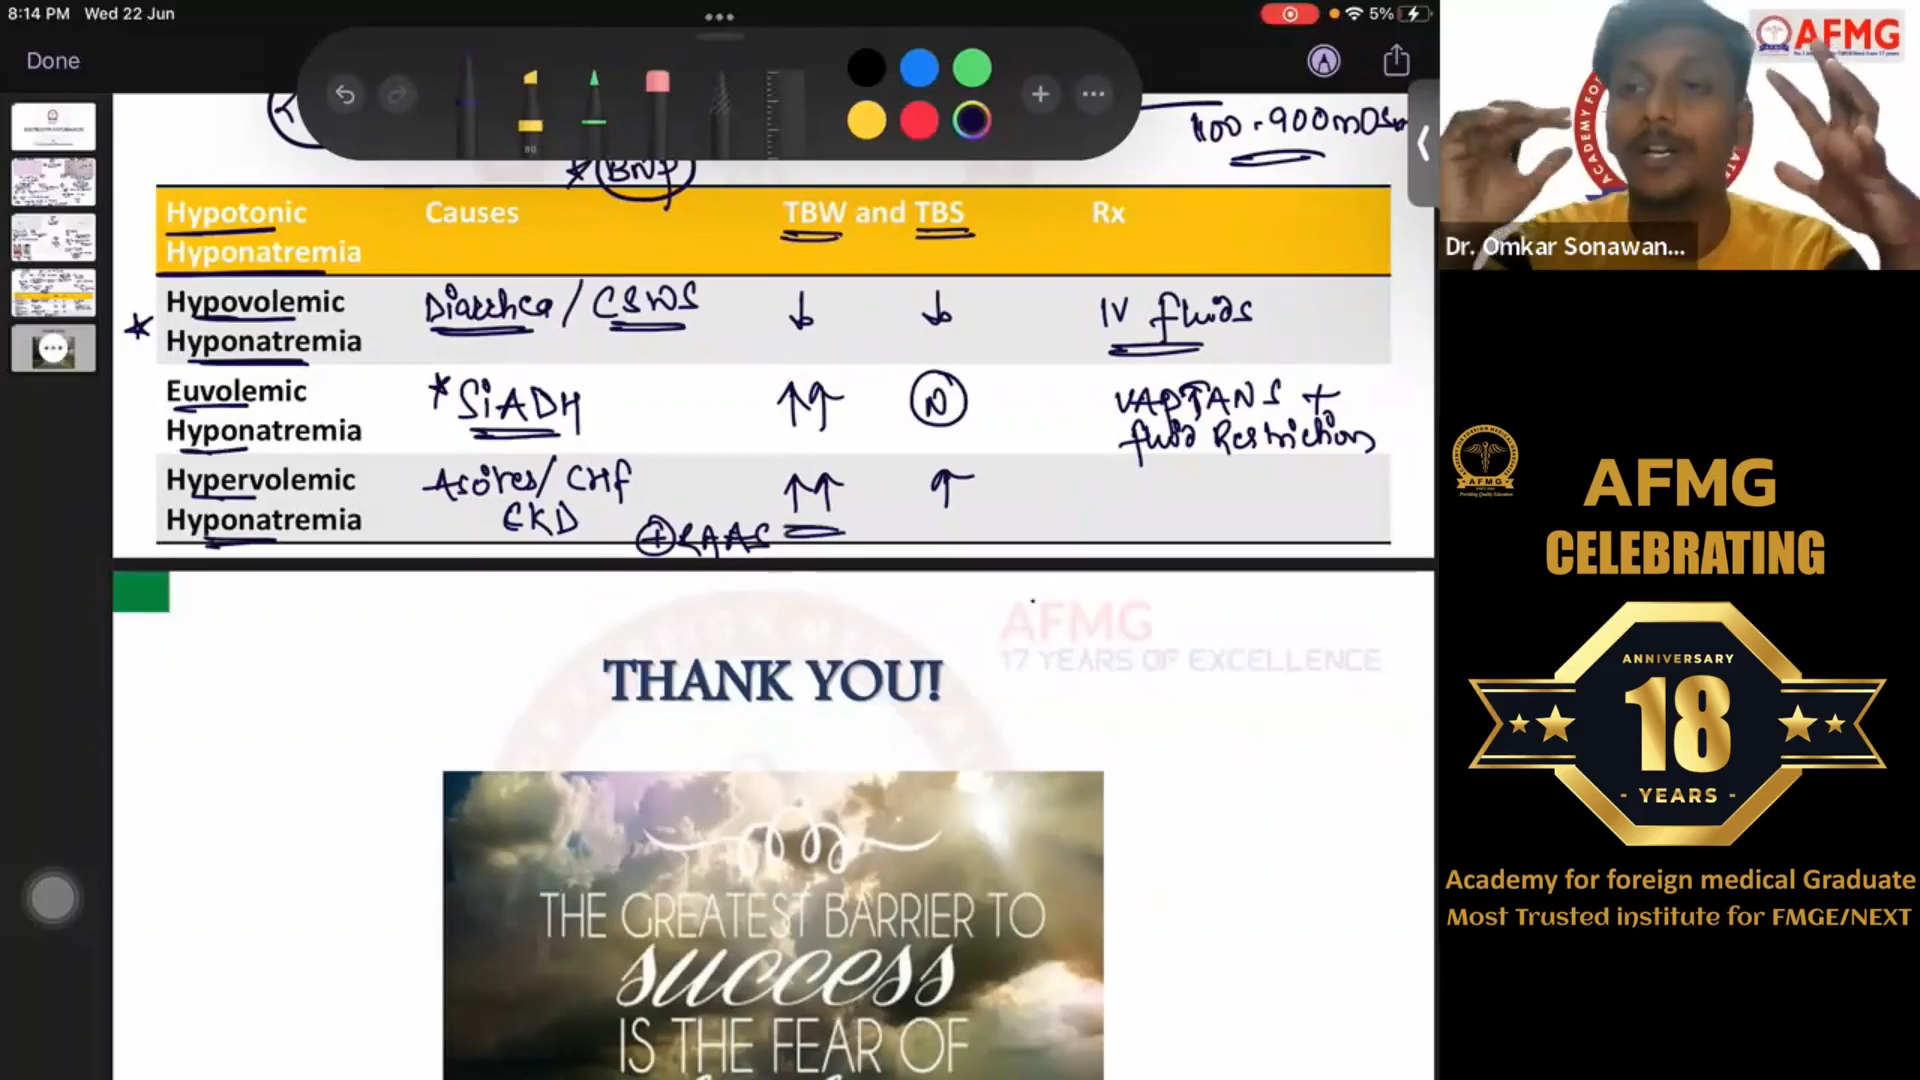 8:14 PM Wed 22 Jun
5%
Done
80
BNP
Hypotonic Hyponatremia
Causes
TBW and TBS
Rx
Hypovolemic Hyponatremia
Diarrhea / CSWS
↓ ↓
IV fluids
Euvolemic Hyponatremia
* SiADH
↑↑ N
VAPTANS +
fluid Restriction
Hypervolemic Hyponatremia
Ascites/ CHf
CKD
+ RAAS
↑↑ ↑
AFMG
17 YEARS OF EXCELLENCE
THANK YOU!
THE GREATEST BARRIER TO
success
IS THE FEAR OF
AFMG
Dr. Omkar Sonawan...
AFMG
CELEBRATING
ANNIVERSARY
18
- YEARS -
Academy for foreign medical Graduate
Most Trusted institute for FMGE/NEXT